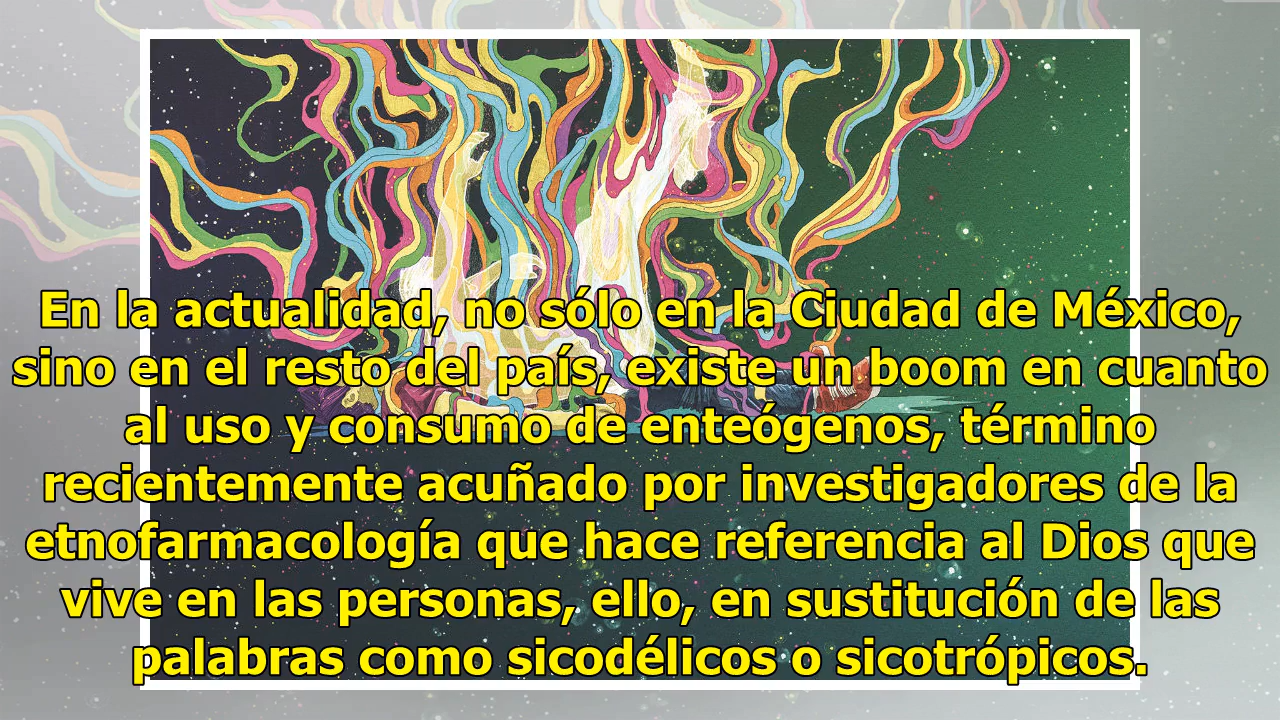 En la actualidad, no sólo en la Ciudad de México,
sino en el resto del país, existe un boom en cuanto
al uso y consumo de enteógenos, término
recientemente acuñado por investigadores de la
etnofarmacología que hace referencia al Dios que
vive en las personas, ello, en sustitución de las
palabras como sicodélicos o sicotrópicos.